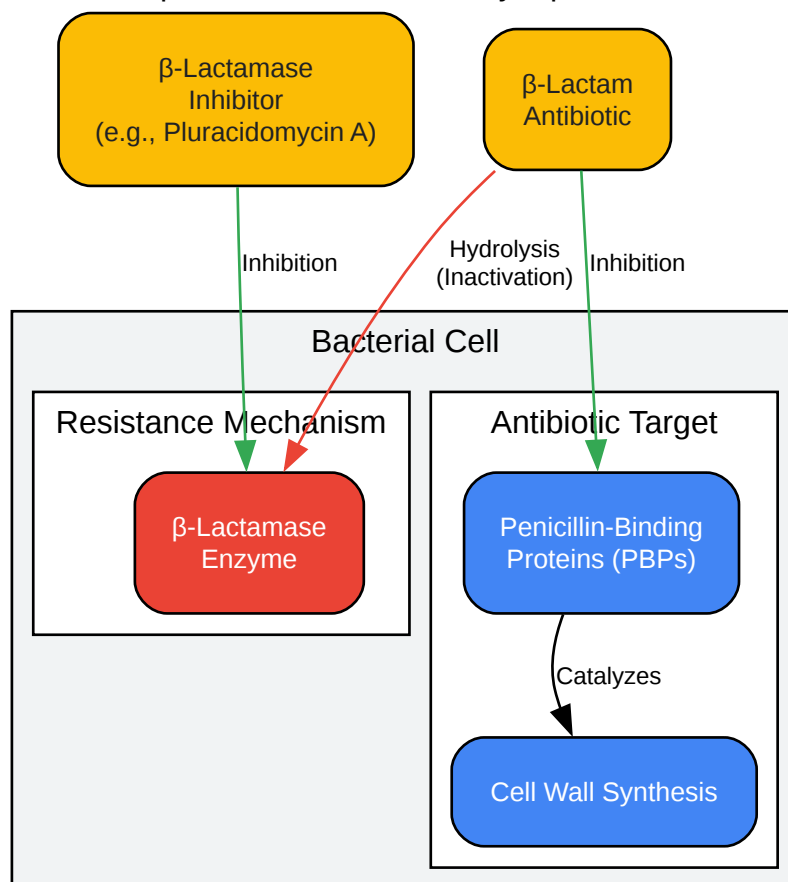 β-Lactamase
Inhibitor
(e.g., Pluracidomycin A)
β-Lactam
Antibiotic
Inhibition
Hydrolysis
(Inactivation)
Inhibition
Bacterial Cell
Resistance Mechanism
Antibiotic Target
β-Lactamase
Enzyme
Penicillin-Binding
Proteins (PBPs)
Catalyzes
Cell Wall Synthesis